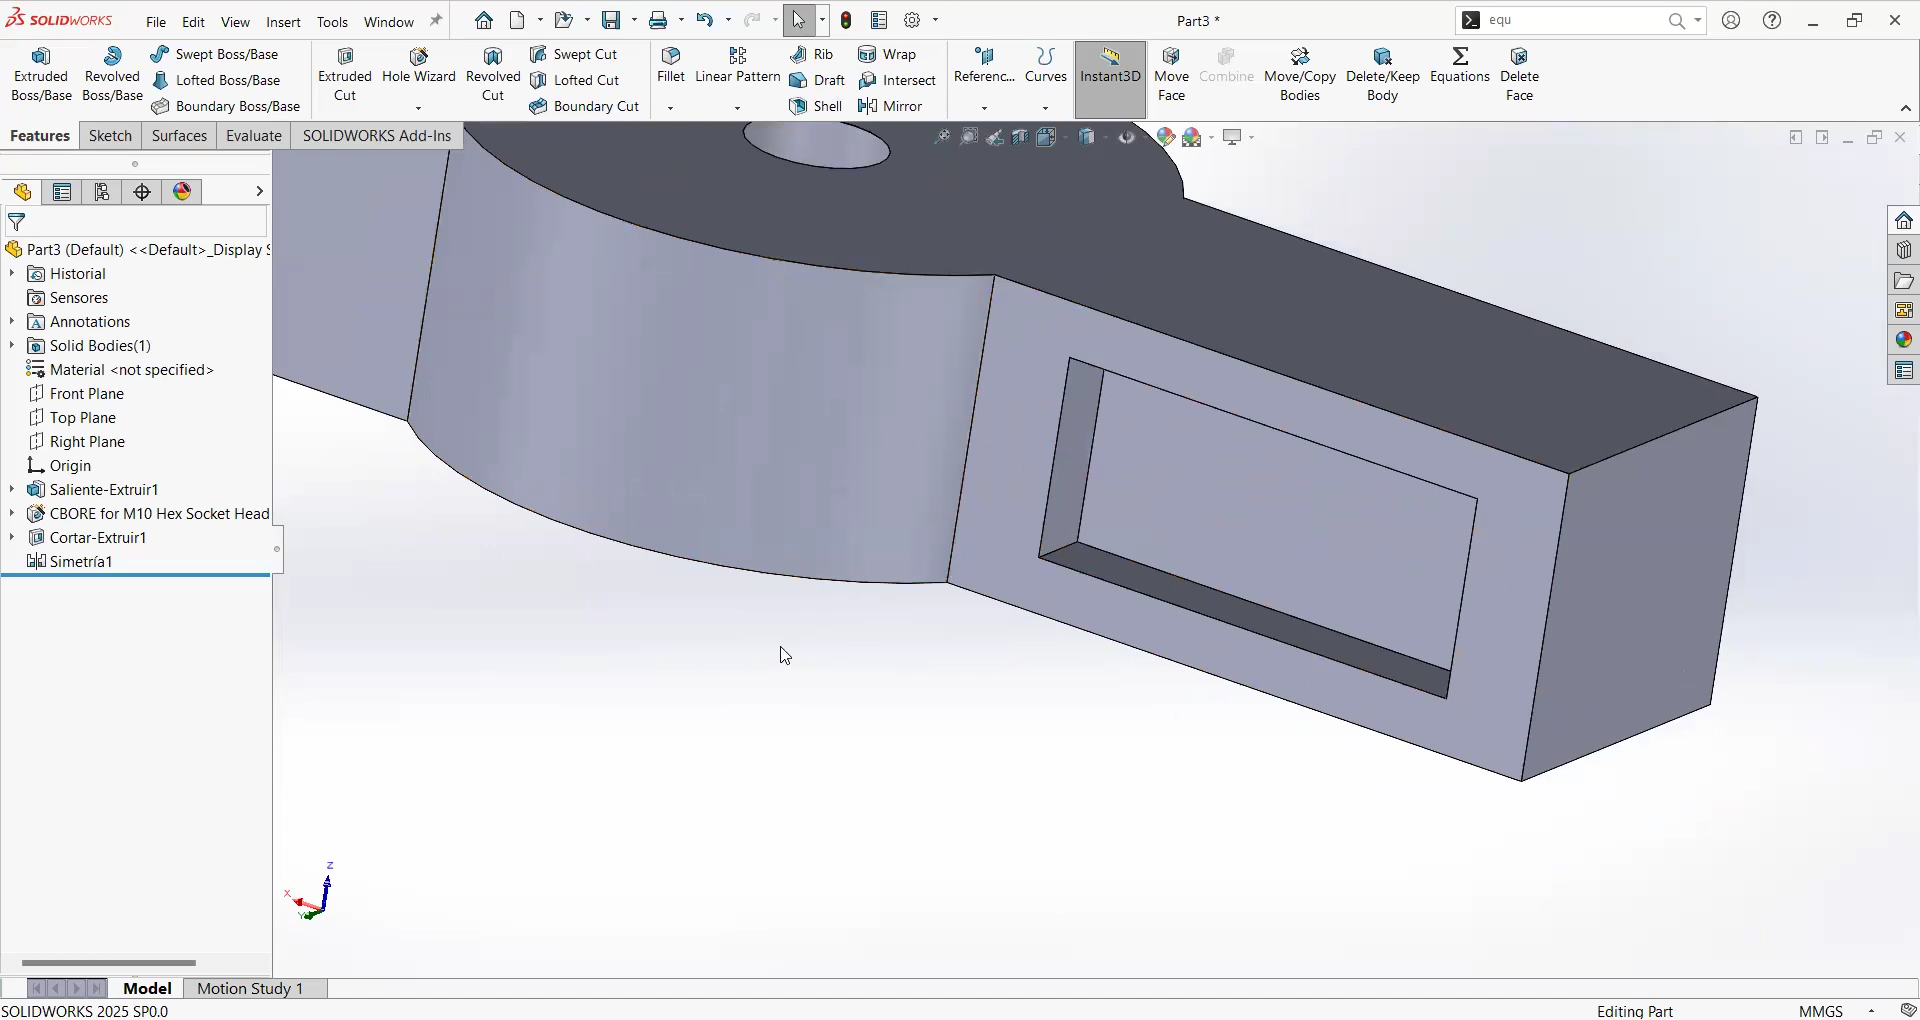 SOLIDWORKS
File Edit View Insert Tools Window
Part3 *
equ
Extruded Boss/Base
Revolved Boss/Base
Swept Boss/Base
Lofted Boss/Base
Boundary Boss/Base
Extruded Cut
Hole Wizard
Revolved Cut
Swept Cut
Lofted Cut
Boundary Cut
Fillet
Linear Pattern
Rib
Draft
Shell
Wrap
Intersect
Mirror
Referenc...
Curves
Instant3D
Move Face
Combine
Move/Copy Bodies
Delete/Keep Body
Equations
Delete Face
Features Sketch Surfaces Evaluate SOLIDWORKS Add-Ins
Part3 (Default) <<Default>_Display S
Historial
Sensores
Annotations
Solid Bodies(1)
Material <not specified>
Front Plane
Top Plane
Right Plane
Origin
Saliente-Extruir1
CBORE for M10 Hex Socket Head
Cortar-Extruir1
Simetría1
Z
X
Y
Model Motion Study 1
SOLIDWORKS 2025 SP0.0
Editing Part
MMGS